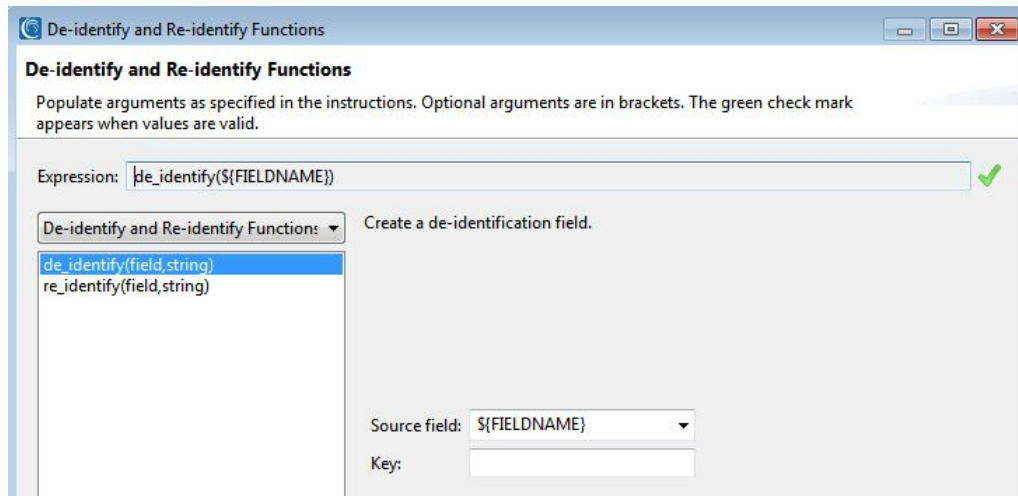 De-identify and Re-identify Functions
De-identify and Re-identify Functions
Populate arguments as specified in the instructions. Optional arguments are in brackets. The green check mark
appears when values are valid.
Expression: de_identify(${FIELDNAME})
De-identify and Re-identify Functions
Create a de-identification field.
de_identify(field,string)
re_identify(field,string)
Source field: ${FIELDNAME}
Key: